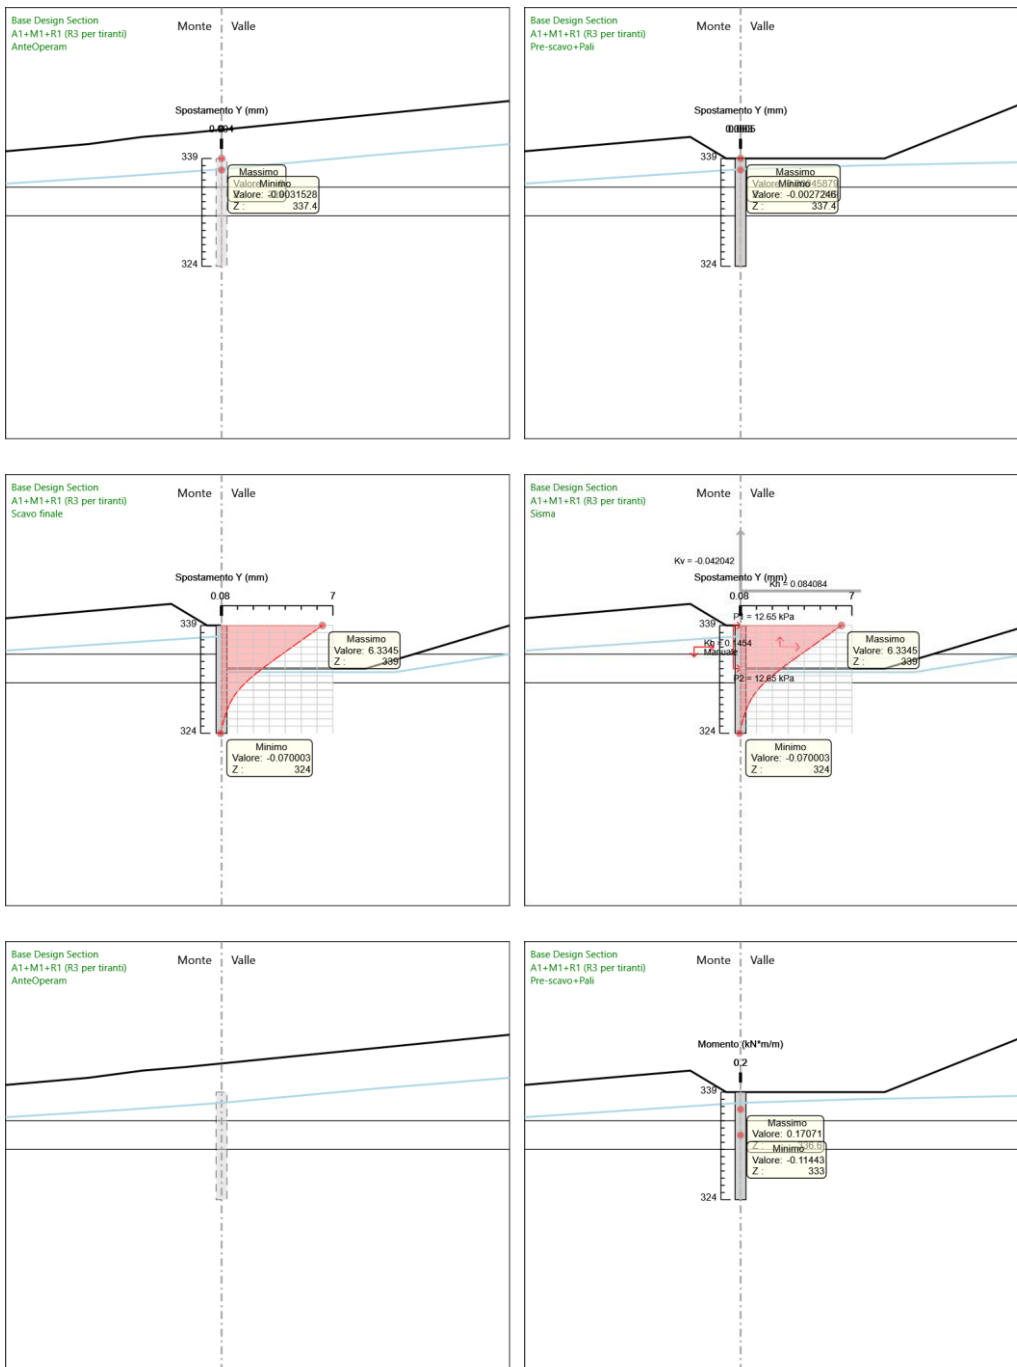 Base Design Section
A1+M1+R1 (R3 per tiranti)
AnteOperam
Monte Valle
Spostamento Y (mm)
339
Massimo
Valore:
Minimo
Valore: -0.0031528
Z : 337.4
324
Base Design Section
A1+M1+R1 (R3 per tiranti)
Pre-scavo+Pali
Monte Valle
Spostamento Y (mm)
339
Massimo
Minimo
Valore: -0.0027246
Z : 337.4
324
Base Design Section
A1+M1+R1 (R3 per tiranti)
Scavo finale
Monte Valle
Spostamento Y (mm)
0.08 7
339
Massimo
Valore: 6.3345
Z : 339
324
Minimo
Valore: -0.070003
Z : 324
Base Design Section
A1+M1+R1 (R3 per tiranti)
Sisma
Monte Valle
Kv = -0.042042
Spostamento Y (mm)
Kh = 0.084084
0.08 7
P1 = 12.65 kPa
339
Massimo
Valore: 6.3345
Z : 339
Manuale
P2 = 12.65 kPa
324
Minimo
Valore: -0.070003
Z : 324
Base Design Section
A1+M1+R1 (R3 per tiranti)
AnteOperam
Monte Valle
Base Design Section
A1+M1+R1 (R3 per tiranti)
Pre-scavo+Pali
Monte Valle
Momento (kN*m/m)
0.2
339
Massimo
Valore: 0.17071
Z : 336.6
Minimo
Valore: -0.11443
Z : 333
324